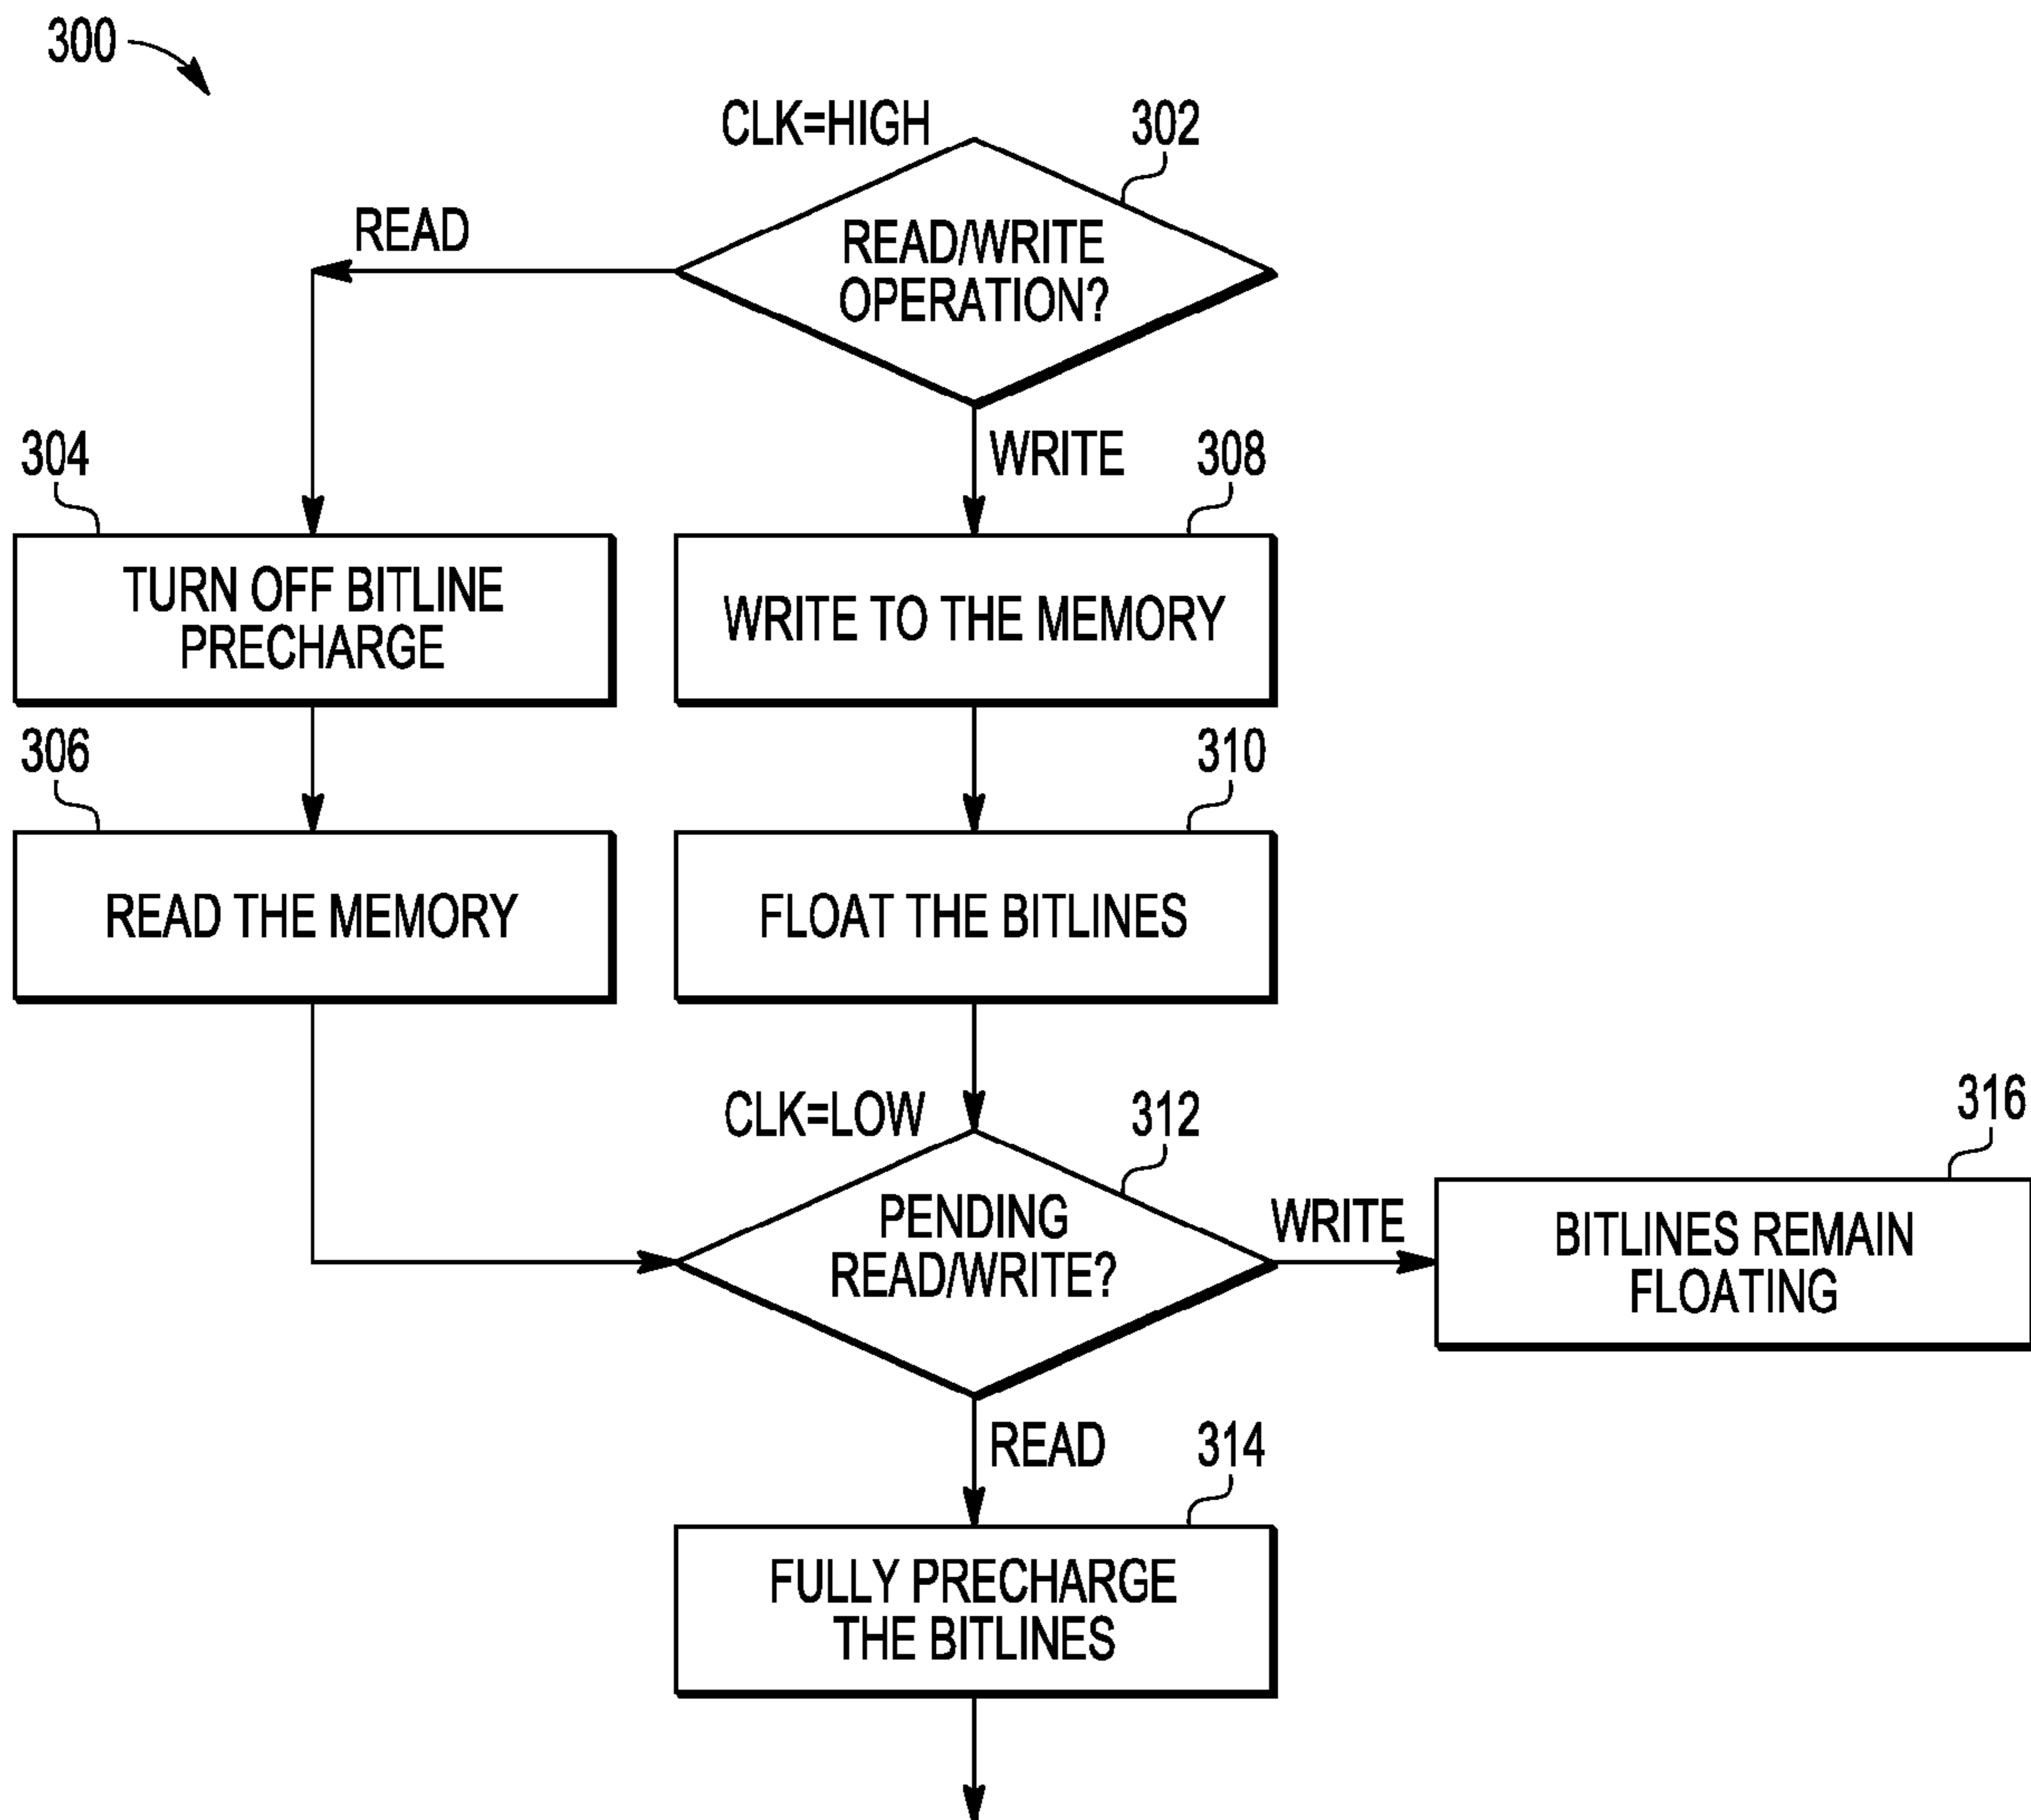 300
CLK=HIGH
302
READ
READ/WRITE
OPERATION?
304
WRITE
308
TURN OFF BITLINE
PRECHARGE
WRITE TO THE MEMORY
306
310
READ THE MEMORY
FLOAT THE BITLINES
CLK=LOW
312
316
PENDING
READ/WRITE?
WRITE
BITLINES REMAIN
FLOATING
READ
314
FULLY PRECHARGE
THE BITLINES